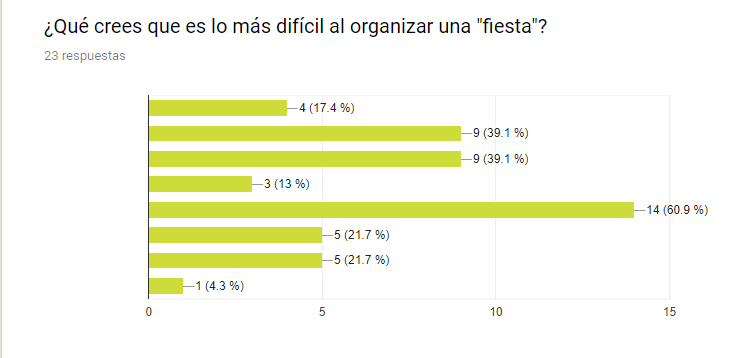 ¿Qué crees que es lo más difícil al organizar una "fiesta"?
23 respuestas
4 (17.4 %)
9 (39.1 %)
9 (39.1 %)
3 (13 %)
14 (60.9 %)
5 (21.7 %)
5 (21.7 %)
1 (4.3 %)
0 5 10 15